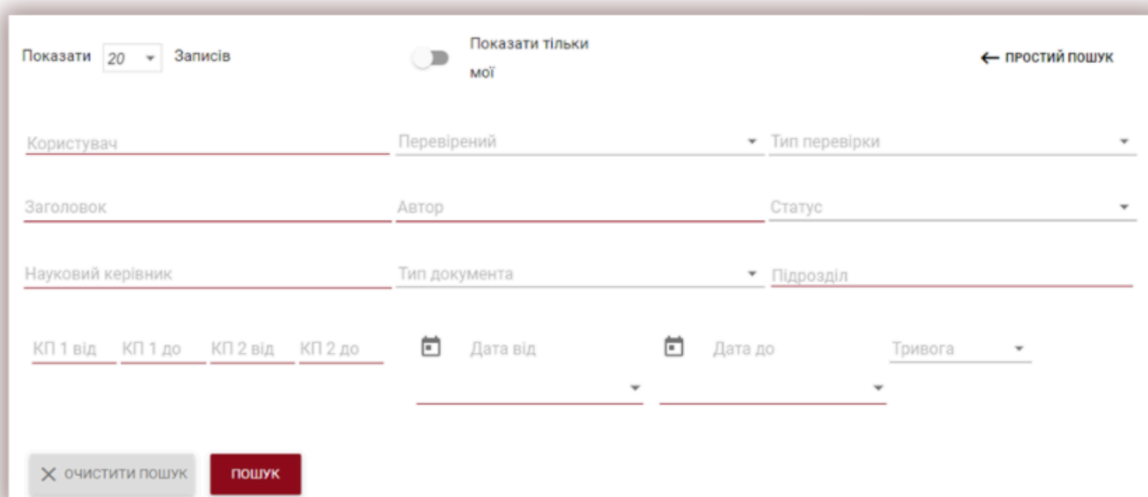 Показати 20 Записів
Показати тільки
мої
ПРОСТИЙ ПОШУК
Користувач Перевірений Тип перевірки
Заголовок Автор Статус
Науковий керівник Тип документа Підрозділ
КП 1 від КП 1 до КП 2 від КП 2 до Дата від Дата до Тривога
ОЧИСТИТИ ПОШУК ПОШУК